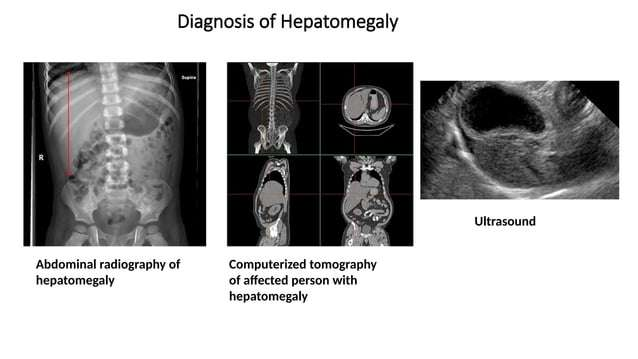 Diagnosis of Hepatomegaly
Supine
R
Abdominal radiography of
hepatomegaly
Computerized tomography
of affected person with
hepatomegaly
Ultrasound